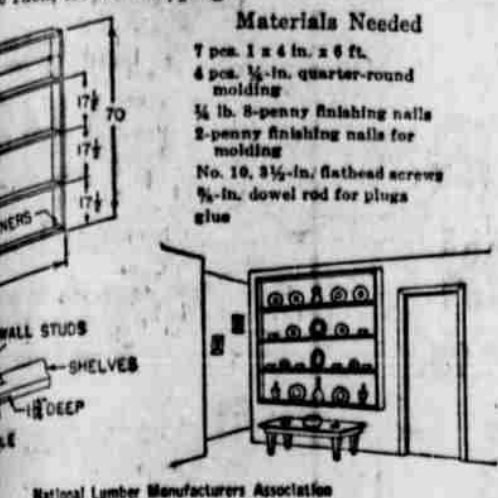 Materials Needed
7 pcs. 1 x 4 in. x 6 ft.
4 pcs. ¼-in. quarter-round
molding
¼ lb. 8-penny finishing nails
2-penny finishing nails for
molding
No. 10, 3½-in. flathead screws
glue
-in. dowel rod for plugs
17½
70
17½
17½
NERS
WALL STUDS
SHELVES
DEEP
LE
National Lumber Manufacturers Association